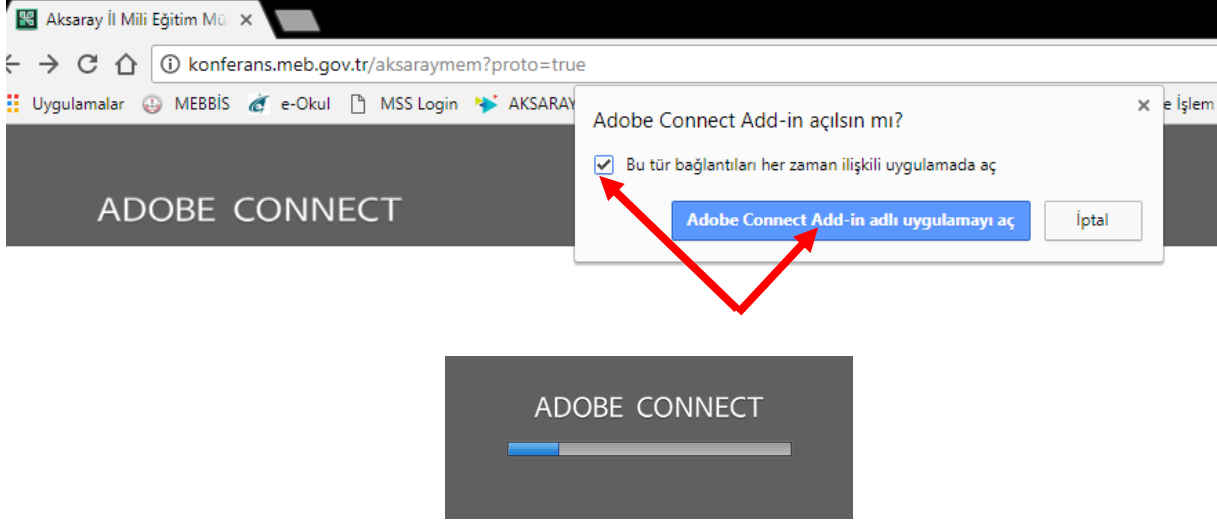 Aksaray İl Mili Eğitim Mü
konferans.meb.gov.tr/aksaraymem?proto=true
Uygulamalar MEBBİS e-Okul MSS Login AKSARAY e İşlem
Adobe Connect Add-in açılsın mı?
Bu tür bağlantıları her zaman ilişkili uygulamada aç
Adobe Connect Add-in adlı uygulamayı aç İptal
ADOBE CONNECT
ADOBE CONNECT